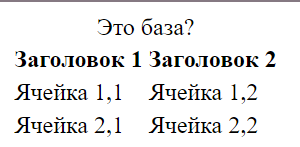 Это база?
Заголовок 1 Заголовок 2
Ячейка 1,1 Ячейка 1,2
Ячейка 2,1 Ячейка 2,2